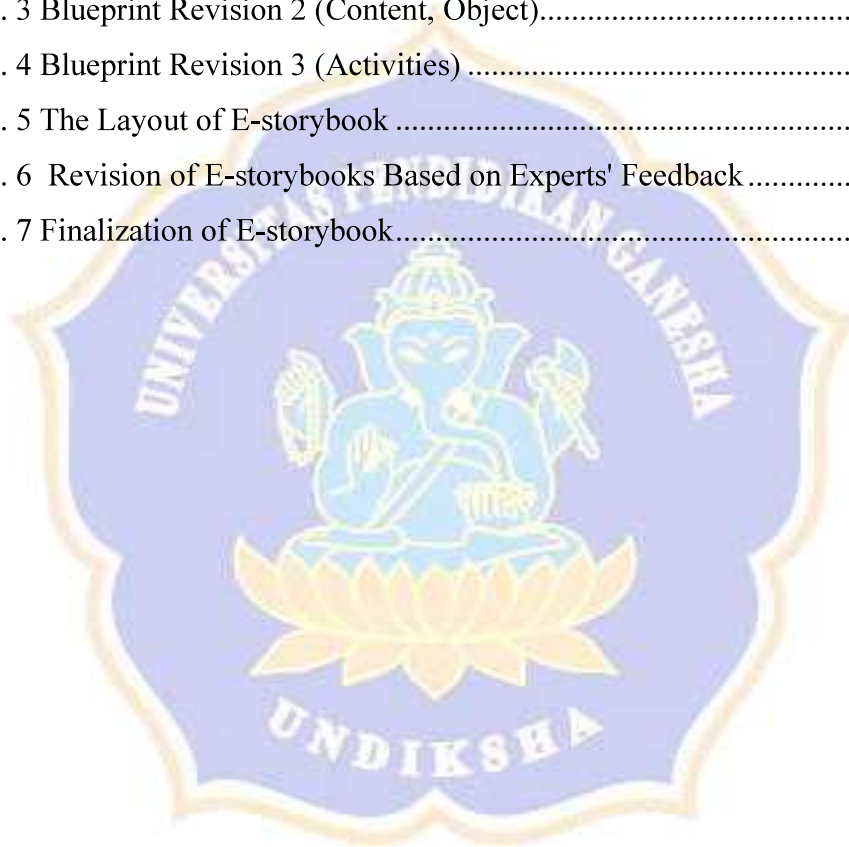 . 3 Blueprint Revision 2 (Content, Object)..............................................
. 4 Blueprint Revision 3 (Activities) ......................................................
. 5 The Layout of E-storybook ...............................................................
. 6  Revision of E-storybooks Based on Experts' Feedback ..............
. 7 Finalization of E-storybook...............................................................
UNIVERSITAS PENDIDIKAN GANESHA
UNDIKSHA